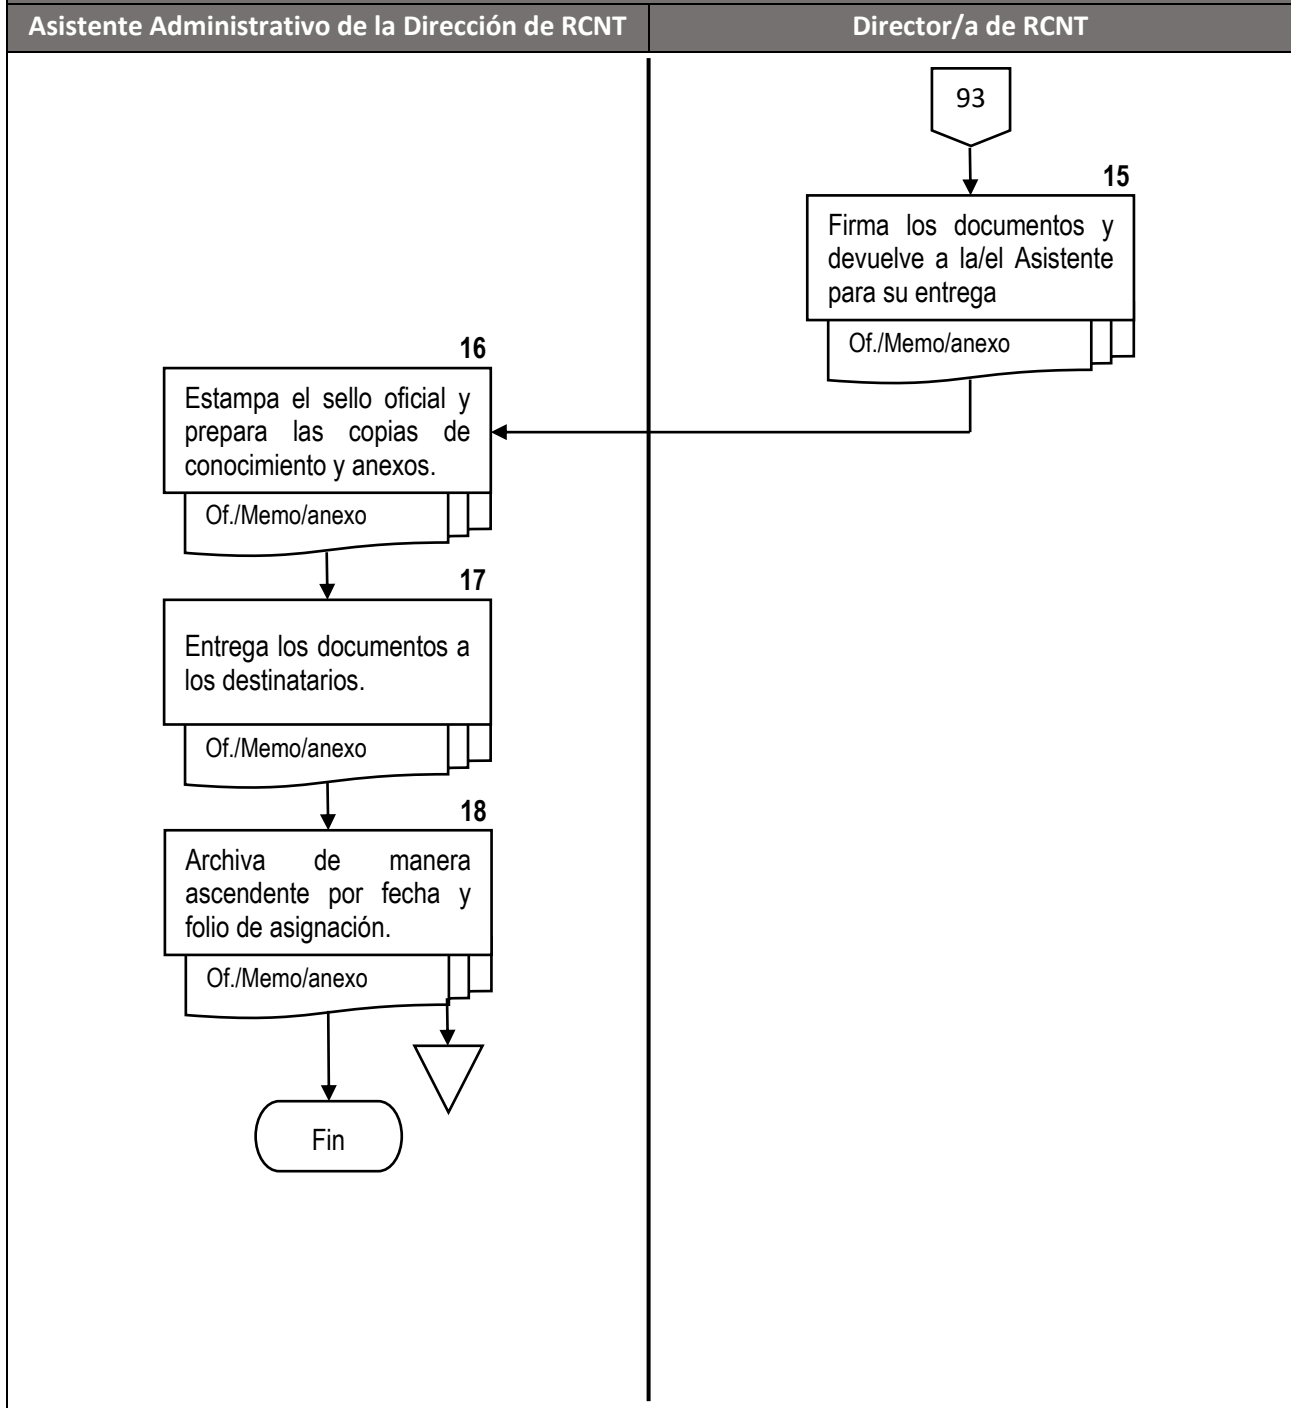 Asistente Administrativo de la Dirección de RCNT
Director/a de RCNT
93
15
Firma los documentos y
devuelve a la/el Asistente
para su entrega
Of./Memo/anexo
16
Estampa el sello oficial y
prepara las copias de
conocimiento y anexos.
Of./Memo/anexo
17
Entrega los documentos a
los destinatarios.
Of./Memo/anexo
18
Archiva de manera
ascendente por fecha y
folio de asignación.
Of./Memo/anexo
Fin